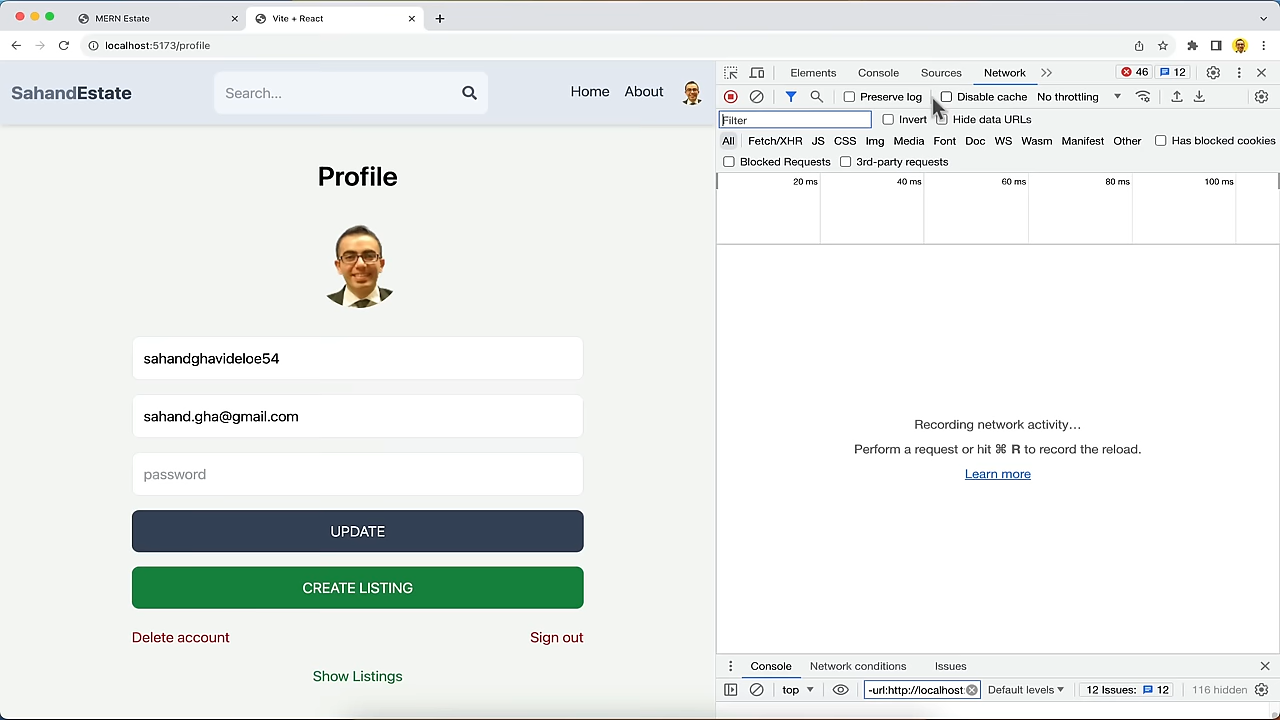 MERN Estate
Vite + React
localhost:5173/profile
SahandEstate
Search...
Home
About
Profile
sahandghavideloe54
sahand.gha@gmail.com
password
UPDATE
CREATE LISTING
Delete account
Sign out
Show Listings
Elements
Console
Sources
Network
46
12
Preserve log
Disable cache
No throttling
Filter
Invert
Hide data URLs
All
Fetch/XHR
JS
CSS
Img
Media
Font
Doc
WS
Wasm
Manifest
Other
Has blocked cookies
Blocked Requests
3rd-party requests
20 ms
40 ms
60 ms
80 ms
100 ms
Recording network activity…
Perform a request or hit ⌘ R to record the reload.
Learn more
Console
Network conditions
Issues
top
-url:http://localhost
Default levels
12 Issues:
12
116 hidden